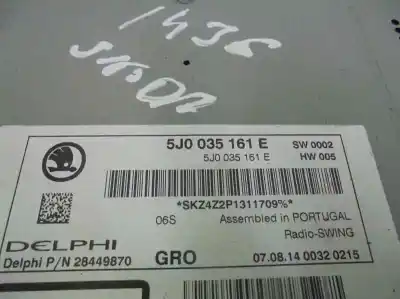 1436
SKODA
5J0 035 161 E SW 0002
5J0 035 161 E HW 005
*SKZ4Z2P1311709%*
06S Assembled in PORTUGAL
Radio-SWING
DELPHI
Delphi P/N 28449870 GRO 07.08.14 0032 0215